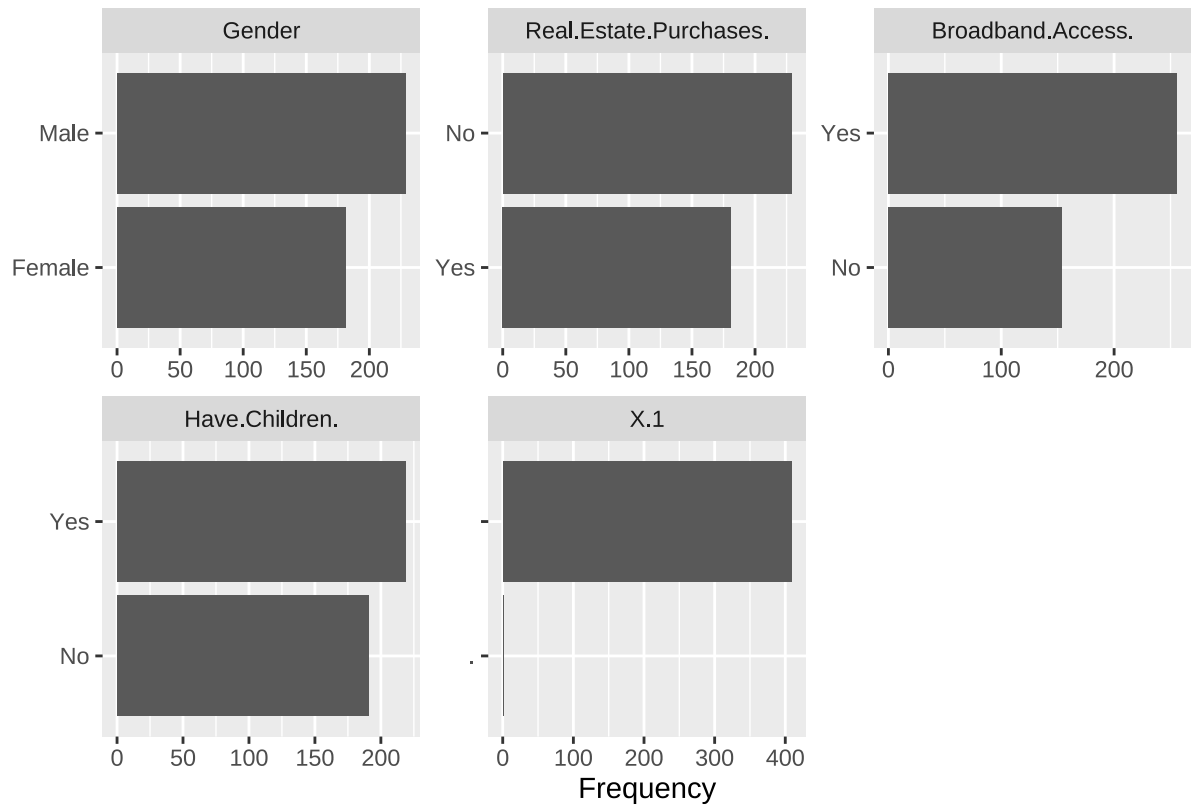 Gender
Real.Estate.Purchases.
Broadband.Access.
Male
No
Yes
Female
Yes
No
0 50 100 150 200
0 50 100 150 200
0 100 200
Have.Children.
X.1
Yes
No
.
0 50 100 150 200
0 100 200 300 400
Frequency